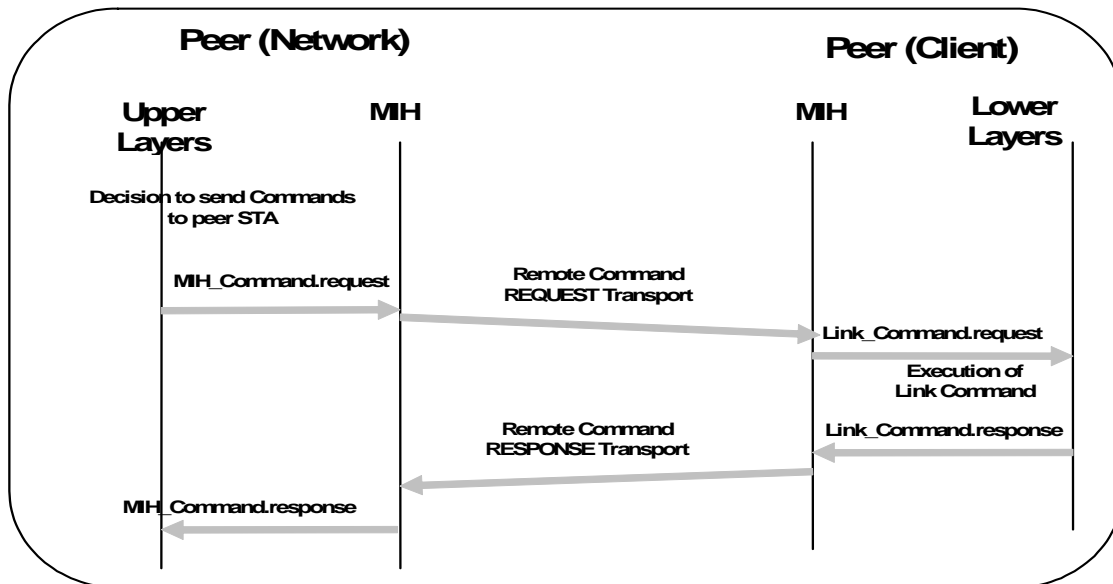 Peer (Network)
Peer (Client)
Upper
Layers
MIH
MIH
Lower
Layers
Decision to send Commands
to peer STA
MIH_Command.request
Remote Command
REQUEST Transport
Link_Command.request
Execution of
Link Command
Remote Command
RESPONSE Transport
Link_Command.response
MIH_Command.response